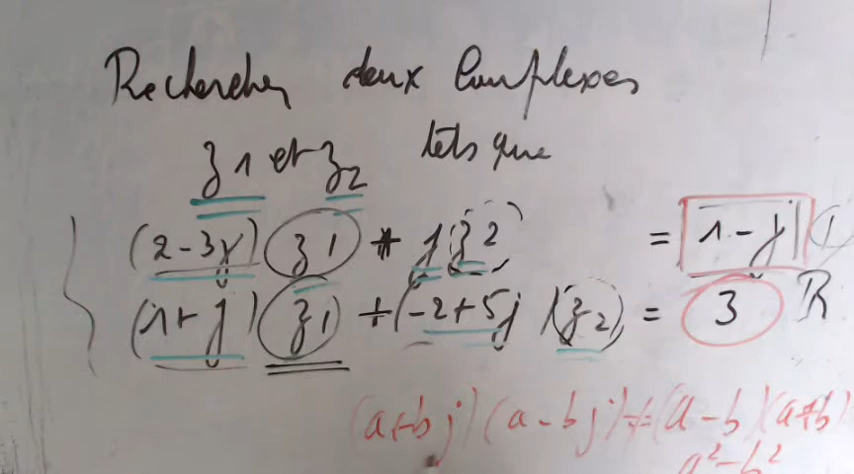 Rechercher deux Complexes
z1 et z2 tels que
(2-3j) z1 + j z2 = 1-j
(1+j) z1 + (-2+5j)(z2) = 3 R
(a+bj)(a-bj) ≠ (a-b)(a+b)
a²-b²